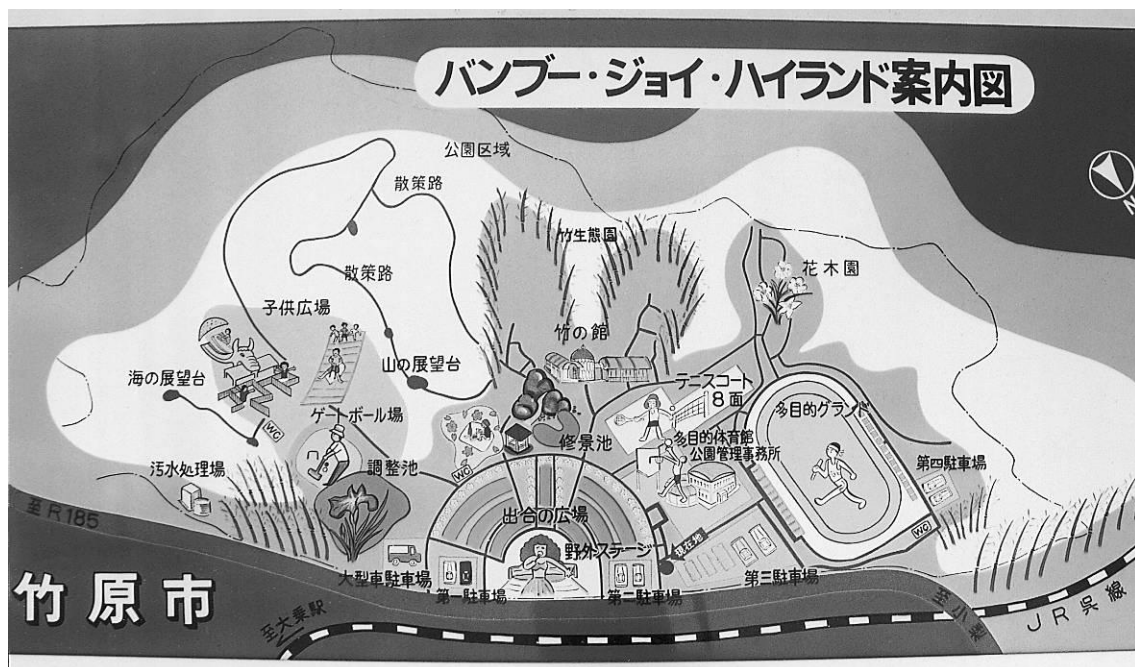 バンブー・ジョイ・ハイランド案内図
公園区域
散策路
N
竹生態園
花木園
散策路
子供広場
竹の館
山の展望台
海の展望台
テニスコート
8面
多目的グランド
ゲートボール場
WC
修景池
多目的体育館
公園管理事務所
第四駐車場
汚水処理場
調整池
WC
至R185
出合の広場
WC
野外ステージ
現在地
大型車駐車場
第一駐車場
第二駐車場
第三駐車場
竹原市
至大乗駅
至小梨
JR呉線